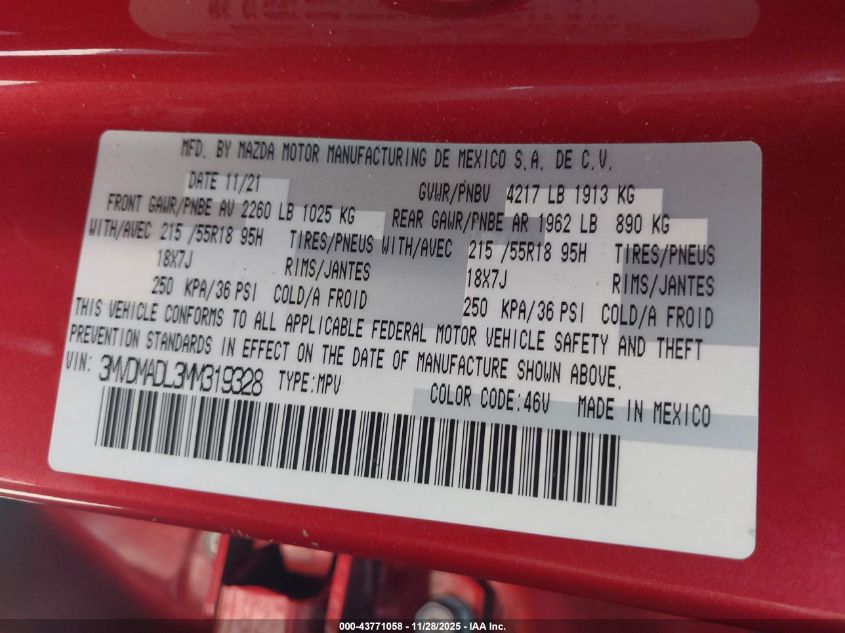 MFD. BY MAZDA MOTOR MANUFACTURING DE MEXICO S.A. DE C.V.
DATE 11/21 GVWR/PNBV 4217 LB 1913 KG
FRONT GAWR/PNBE AV 2260 LB 1025 KG REAR GAWR/PNBE AR 1962 LB 890 KG
WITH/AVEC 215 /55R18 95H TIRES/PNEUS WITH/AVEC 215 /55R18 95H TIRES/PNEUS
18X7J RIMS/JANTES 18X7J RIMS/JANTES
250 KPA/36 PSI COLD/A FROID 250 KPA/36 PSI COLD/A FROID
THIS VEHICLE CONFORMS TO ALL APPLICABLE FEDERAL MOTOR VEHICLE SAFETY AND THEFT
PREVENTION STANDARDS IN EFFECT ON THE DATE OF MANUFACTURE SHOWN ABOVE.
VIN: 3MVDMADL3MM319328 TYPE:MPV COLOR CODE:46V MADE IN MEXICO
000-43771058 - 11/28/2025 - IAA Inc.